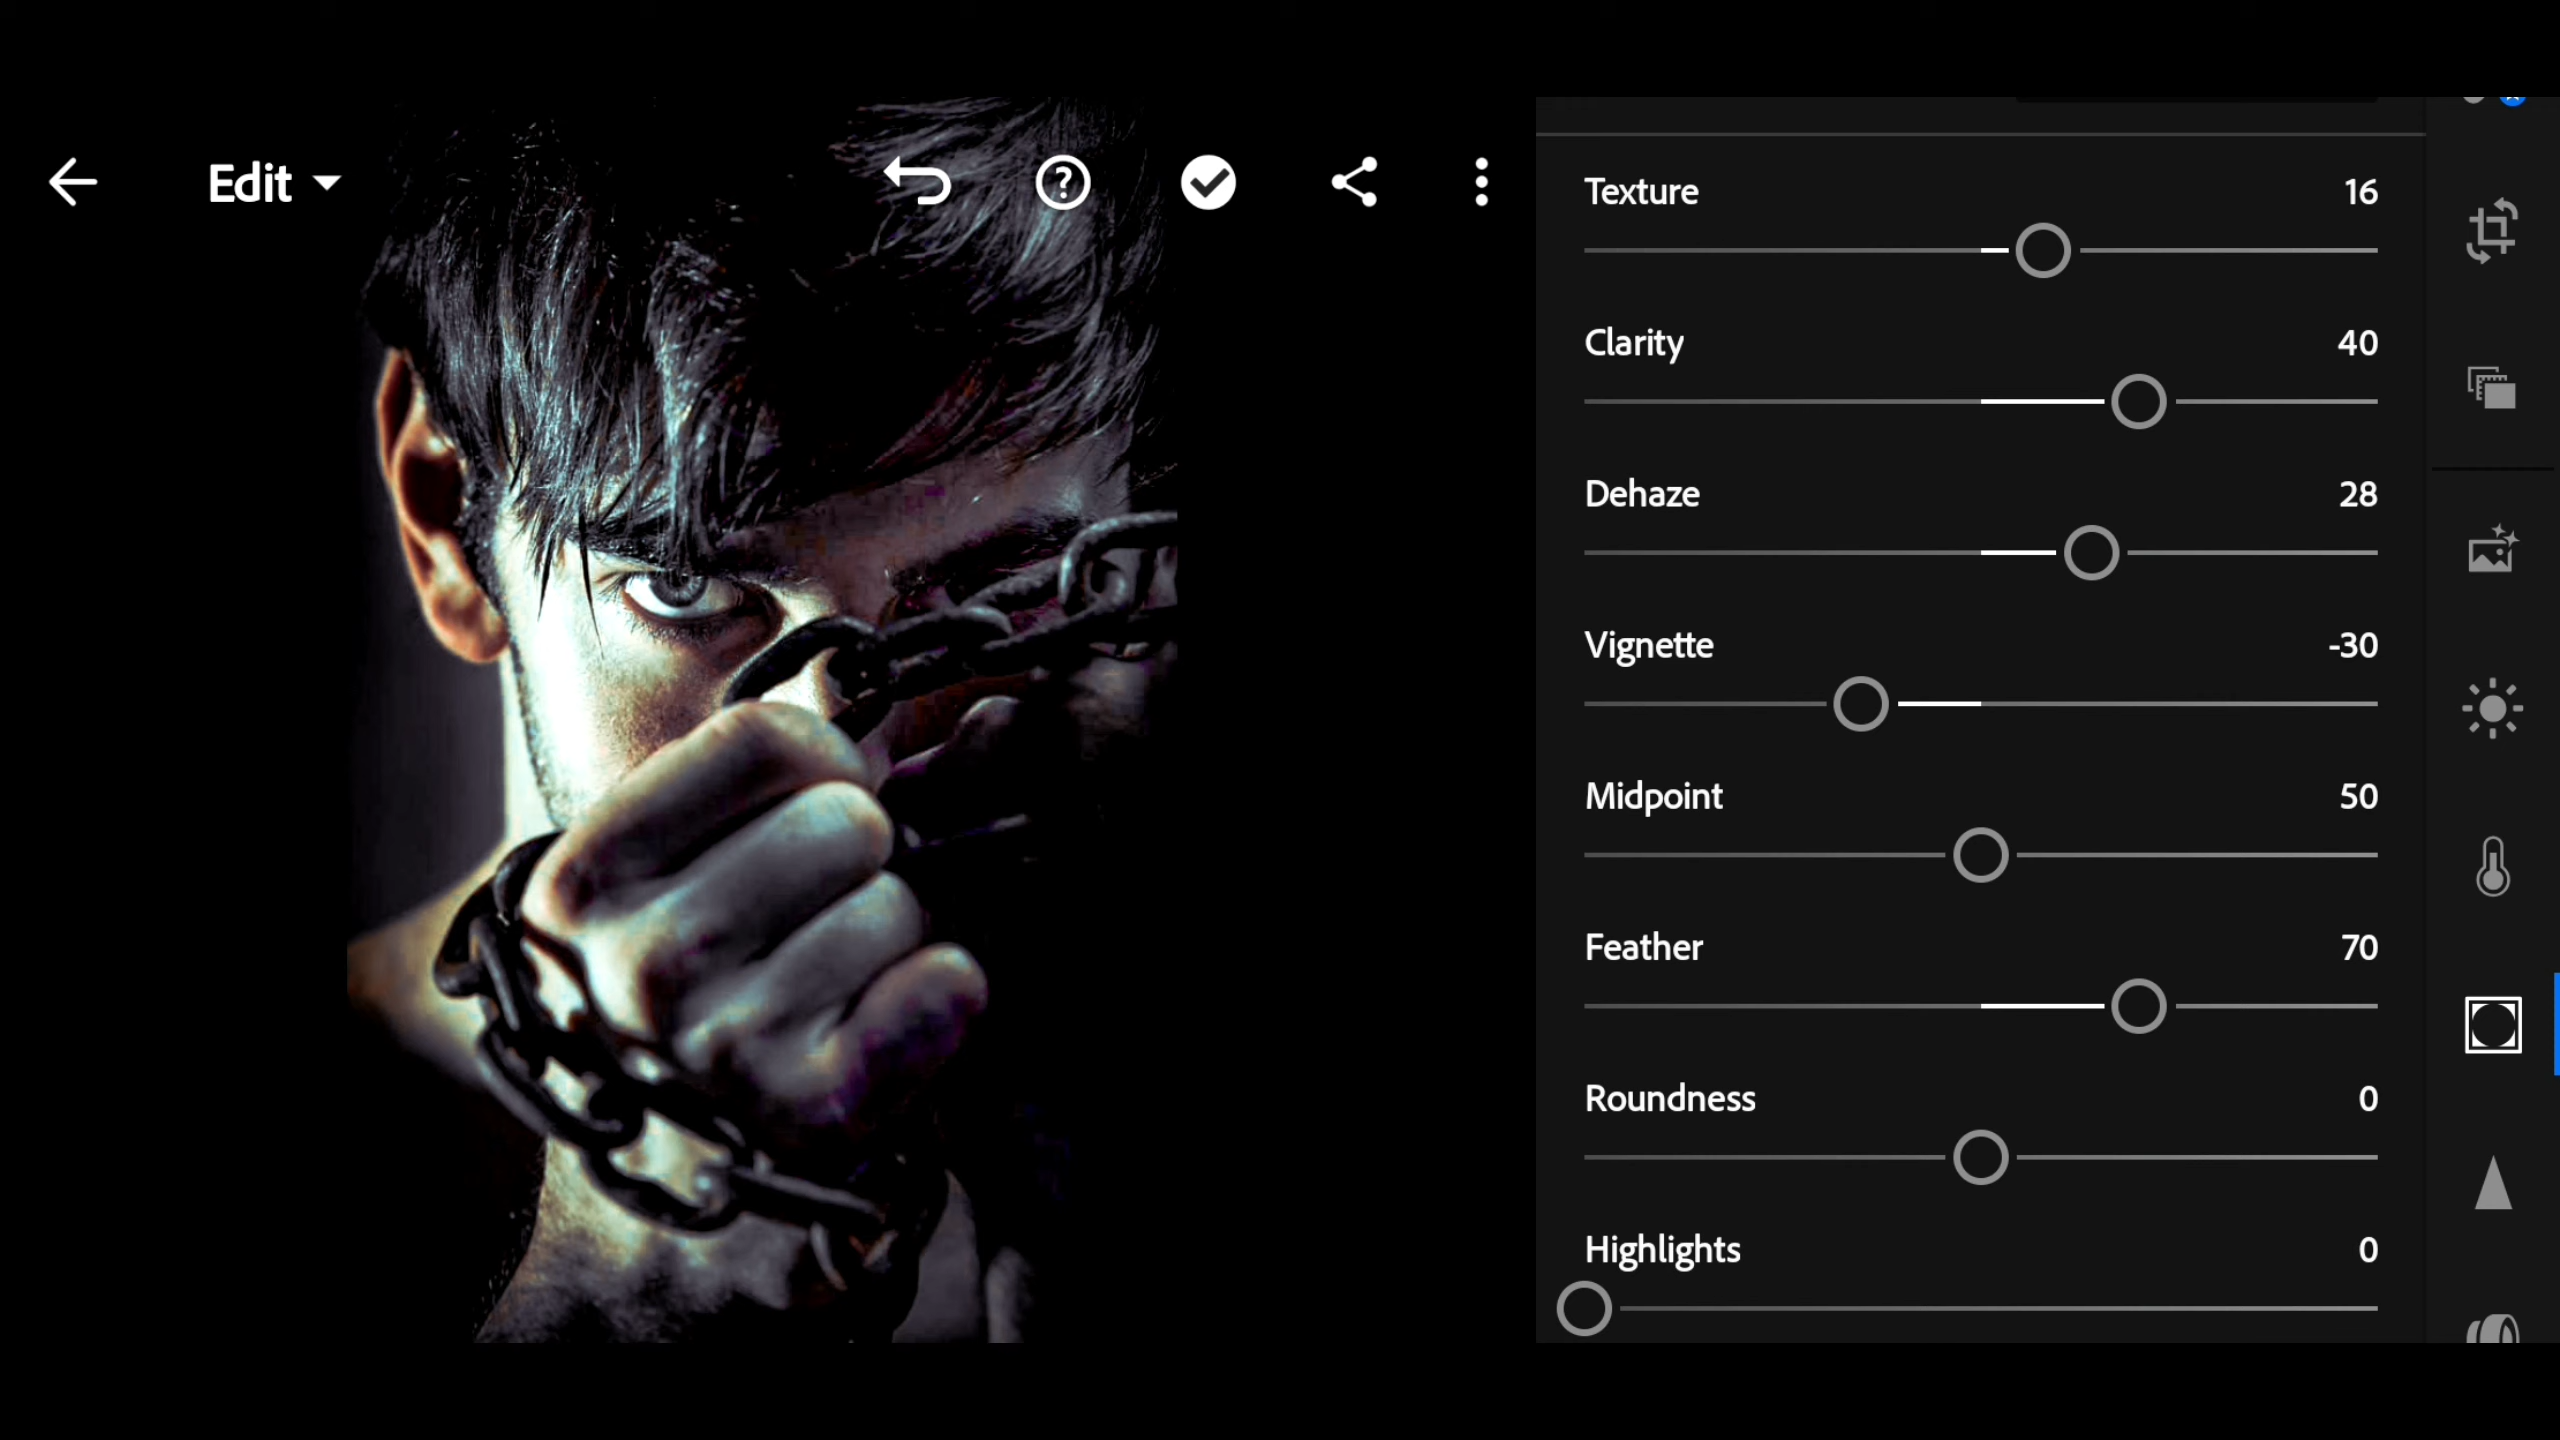 Edit
Texture 16
Clarity 40
Dehaze 28
Vignette -30
Midpoint 50
Feather 70
Roundness 0
Highlights 0